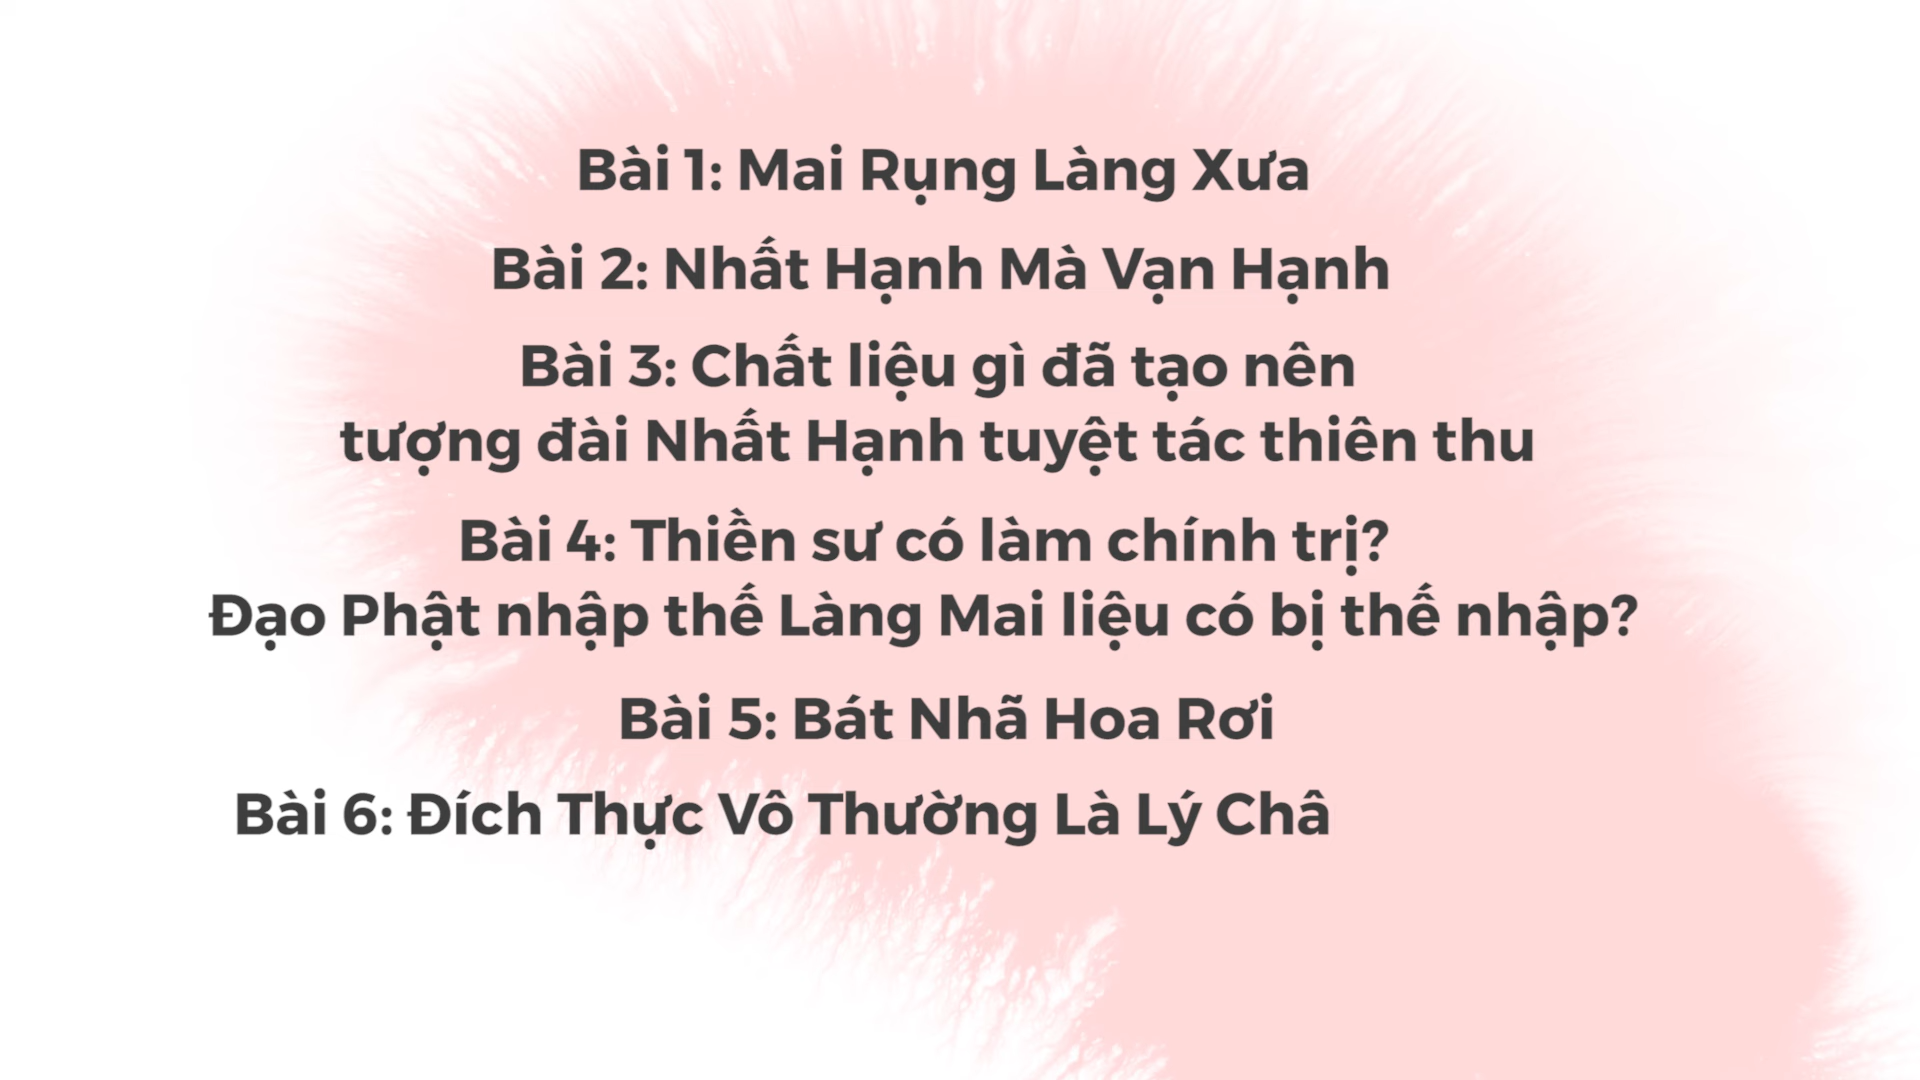 Bài 1: Mai Rụng Làng Xưa
Bài 2: Nhất Hạnh Mà Vạn Hạnh
Bài 3: Chất liệu gì đã tạo nên
tượng đài Nhất Hạnh tuyệt tác thiên thu
Bài 4: Thiền sư có làm chính trị?
Đạo Phật nhập thế Làng Mai liệu có bị thế nhập?
Bài 5: Bát Nhã Hoa Rơi
Bài 6: Đích Thực Vô Thường Là Lý Châ